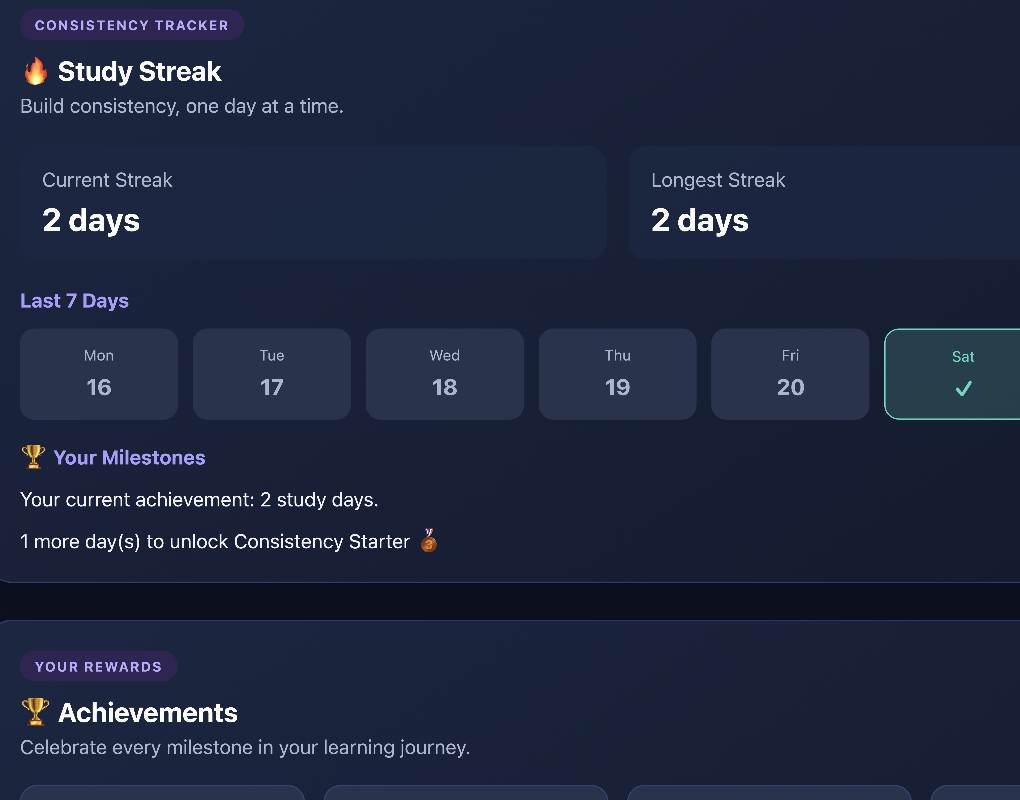 CONSISTENCY TRACKER
🔥 Study Streak
Build consistency, one day at a time.
Current Streak
2 days
Longest Streak
2 days
Last 7 Days
Mon
16
Tue
17
Wed
18
Thu
19
Fri
20
Sat
✓
🏆 Your Milestones
Your current achievement: 2 study days.
1 more day(s) to unlock Consistency Starter 🥉
YOUR REWARDS
🏆 Achievements
Celebrate every milestone in your learning journey.